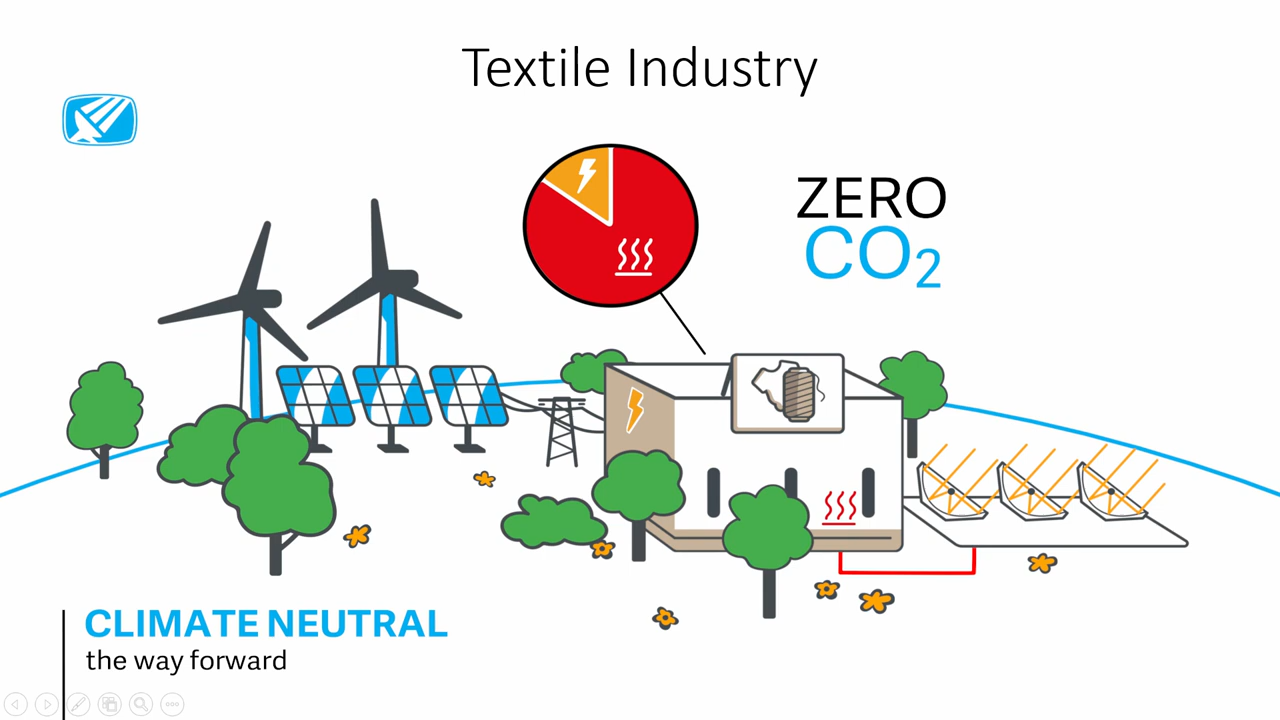 Textile Industry
ZERO
CO₂
CLIMATE NEUTRAL
the way forward